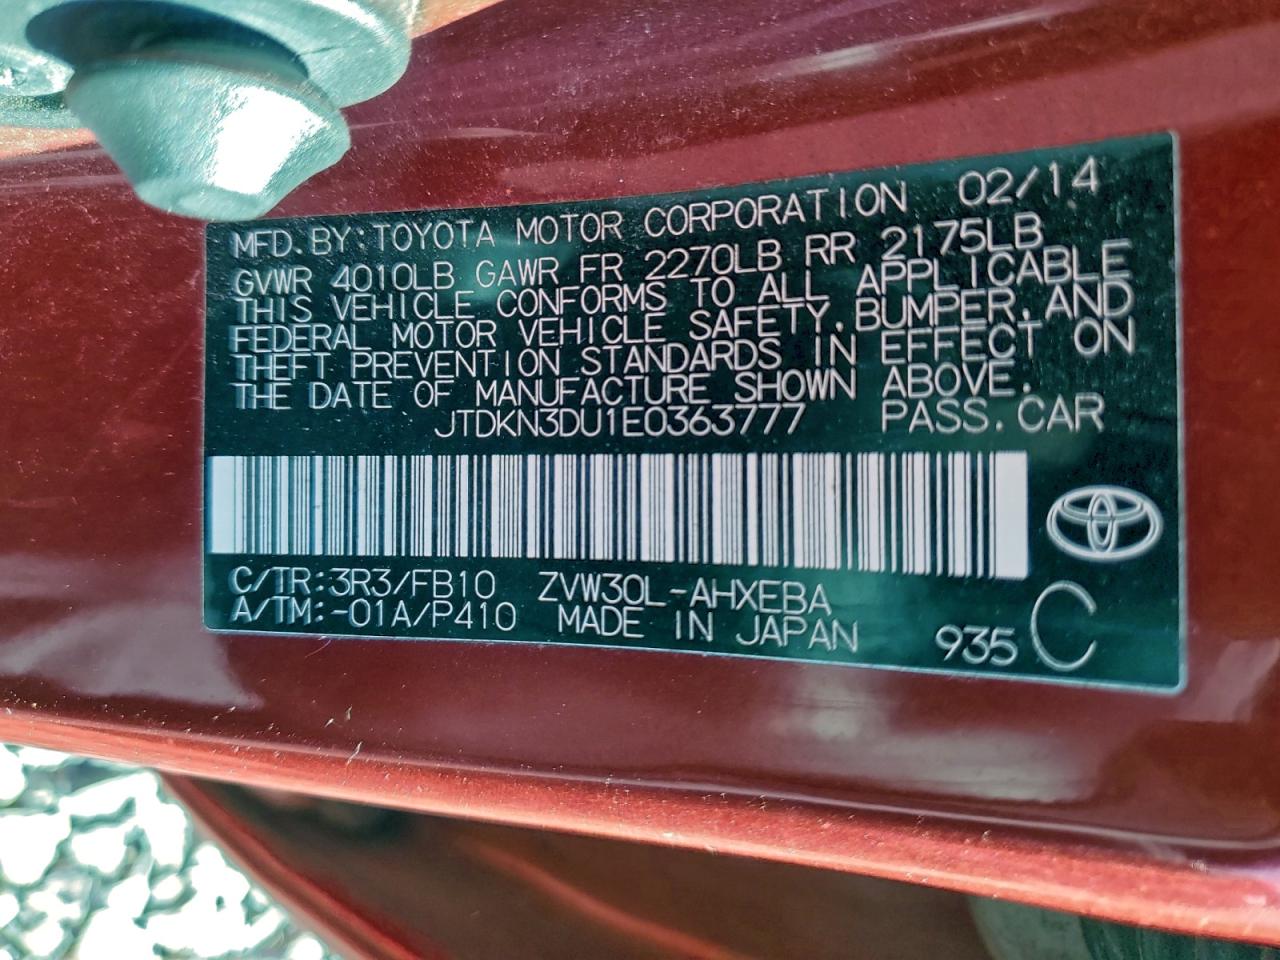 MFD.BY:TOYOTA MOTOR CORPORATION 02/14
GVWR 4010LB GAWR FR 2270LB RR 2175LB
THIS VEHICLE CONFORMS TO ALL APPLICABLE
FEDERAL MOTOR VEHICLE SAFETY,BUMPER,AND
THEFT PREVENTION STANDARDS IN EFFECT ON
THE DATE OF MANUFACTURE SHOWN ABOVE.
JTDKN3DU1E0363777 PASS.CAR
C/TR:3R3/FB10 ZVW30L-AHXEBA
A/TM:-01A/P410 MADE IN JAPAN 935 C